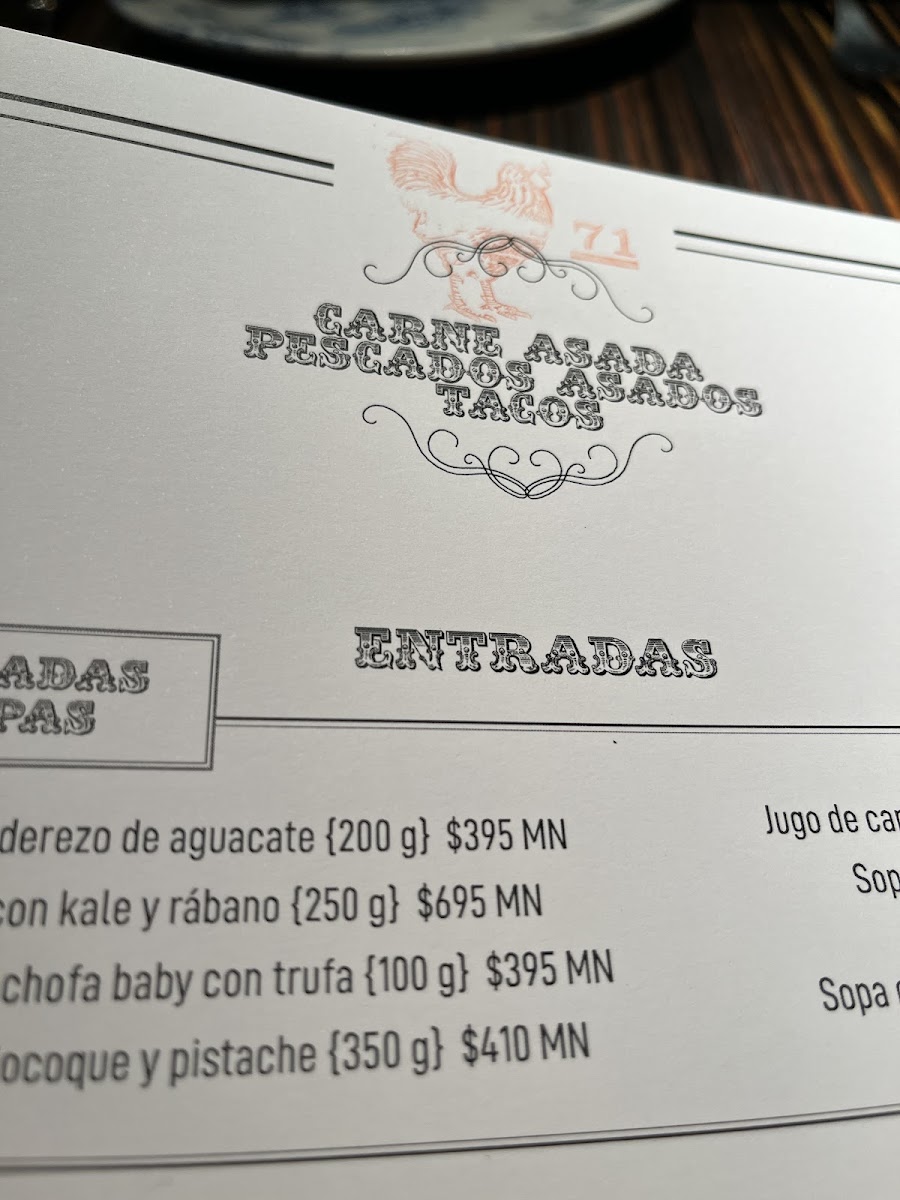 71
CARNE ASADA
PESCADOS ASADOS
TACOS
ENTRADAS
ADAS
PAS
derezo de aguacate {200 g} $395 MN
con kale y rábano {250 g} $695 MN
chofa baby con trufa {100 g} $395 MN
ocoque y pistache {350 g} $410 MN
Jugo de car
Sop
Sopa